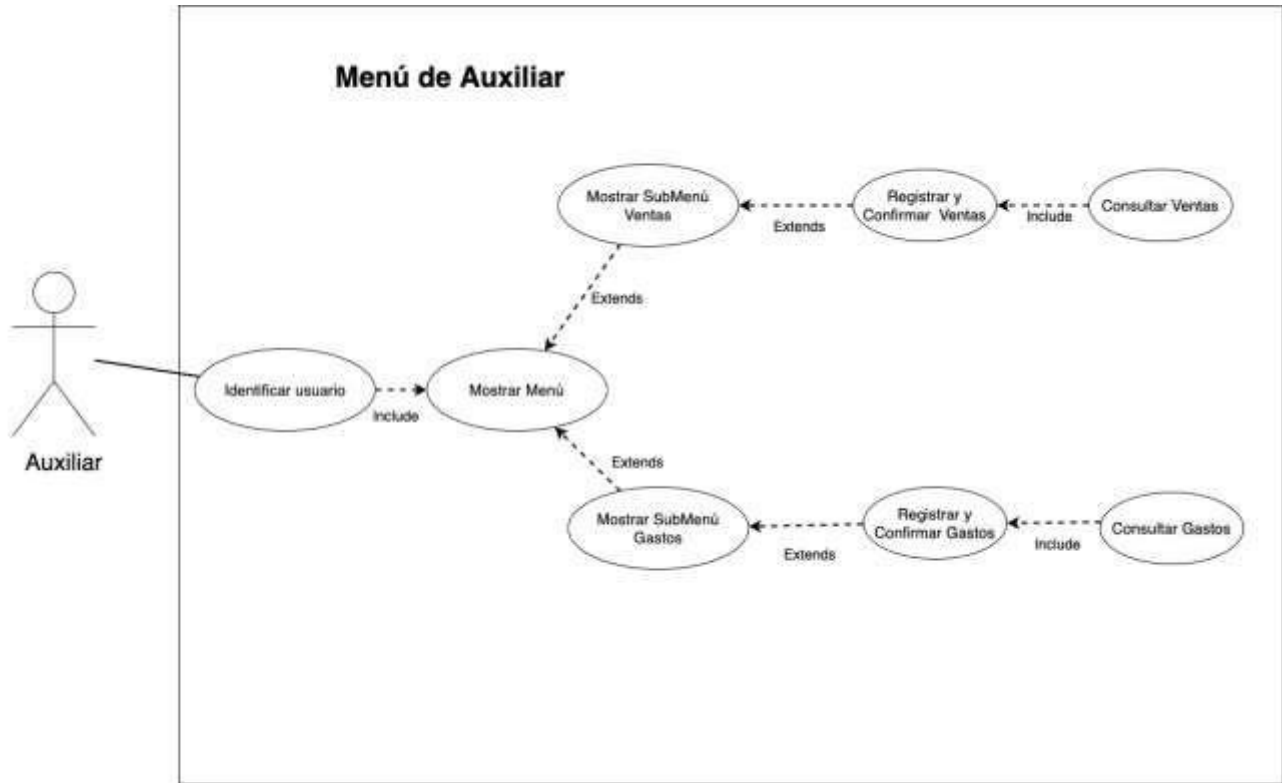 Menú de Auxiliar
Mostrar SubMenú
Ventas
Extends
Registrar y
Confirmar Ventas
Include
Consultar Ventas
Extends
Auxiliar
Identificar usuario
Include
Mostrar Menú
Extends
Mostrar SubMenú
Gastos
Extends
Registrar y
Confirmar Gastos
Include
Consultar Gastos